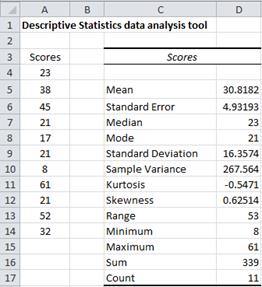 A B C D
1 Descriptive Statistics data analysis tool
2
3 Scores Scores
4 23
5 38 Mean 30.8182
6 45 Standard Error 4.93193
7 21 Median 23
8 17 Mode 21
9 21 Standard Deviation 16.3574
10 8 Sample Variance 267.564
11 61 Kurtosis -0.5471
12 21 Skewness 0.62514
13 52 Range 53
14 32 Minimum 8
15 Maximum 61
16 Sum 339
17 Count 11